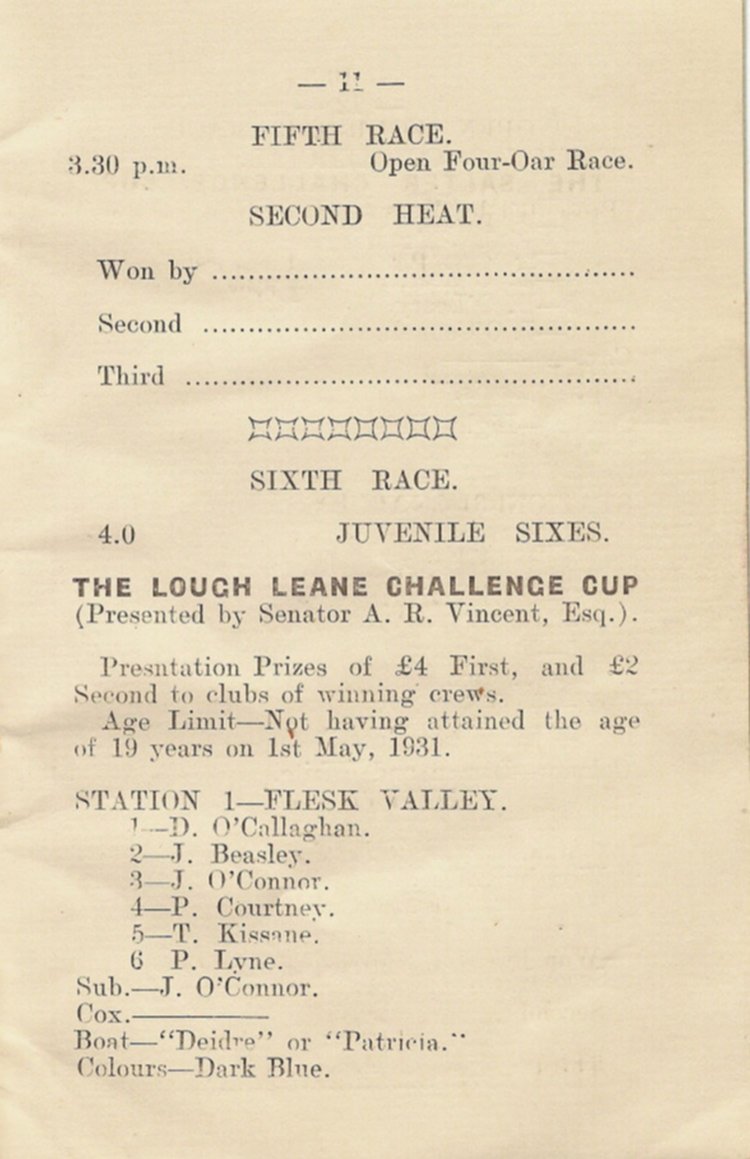 — 11 —
FIFTH RACE.
3.30 p.m. Open Four-Oar Race.
SECOND HEAT.
Won by ................................................
Second ................................................
Third ..................................................
SIXTH RACE.
4.0 JUVENILE SIXES.
THE LOUGH LEANE CHALLENGE CUP
(Presented by Senator A. R. Vincent, Esq.).
Presntation Prizes of £4 First, and £2
Second to clubs of winning crews.
Age Limit—Not having attained the age
of 19 years on 1st May, 1931.
STATION 1—FLESK VALLEY.
1—D. O'Callaghan.
2—J. Beasley.
3—J. O'Connor.
4—P. Courtney.
5—T. Kissane.
6 P. Lyne.
Sub.—J. O'Connor.
Cox.—————
Boat—“Deidre” or “Patricia.”
Colours—Dark Blue.